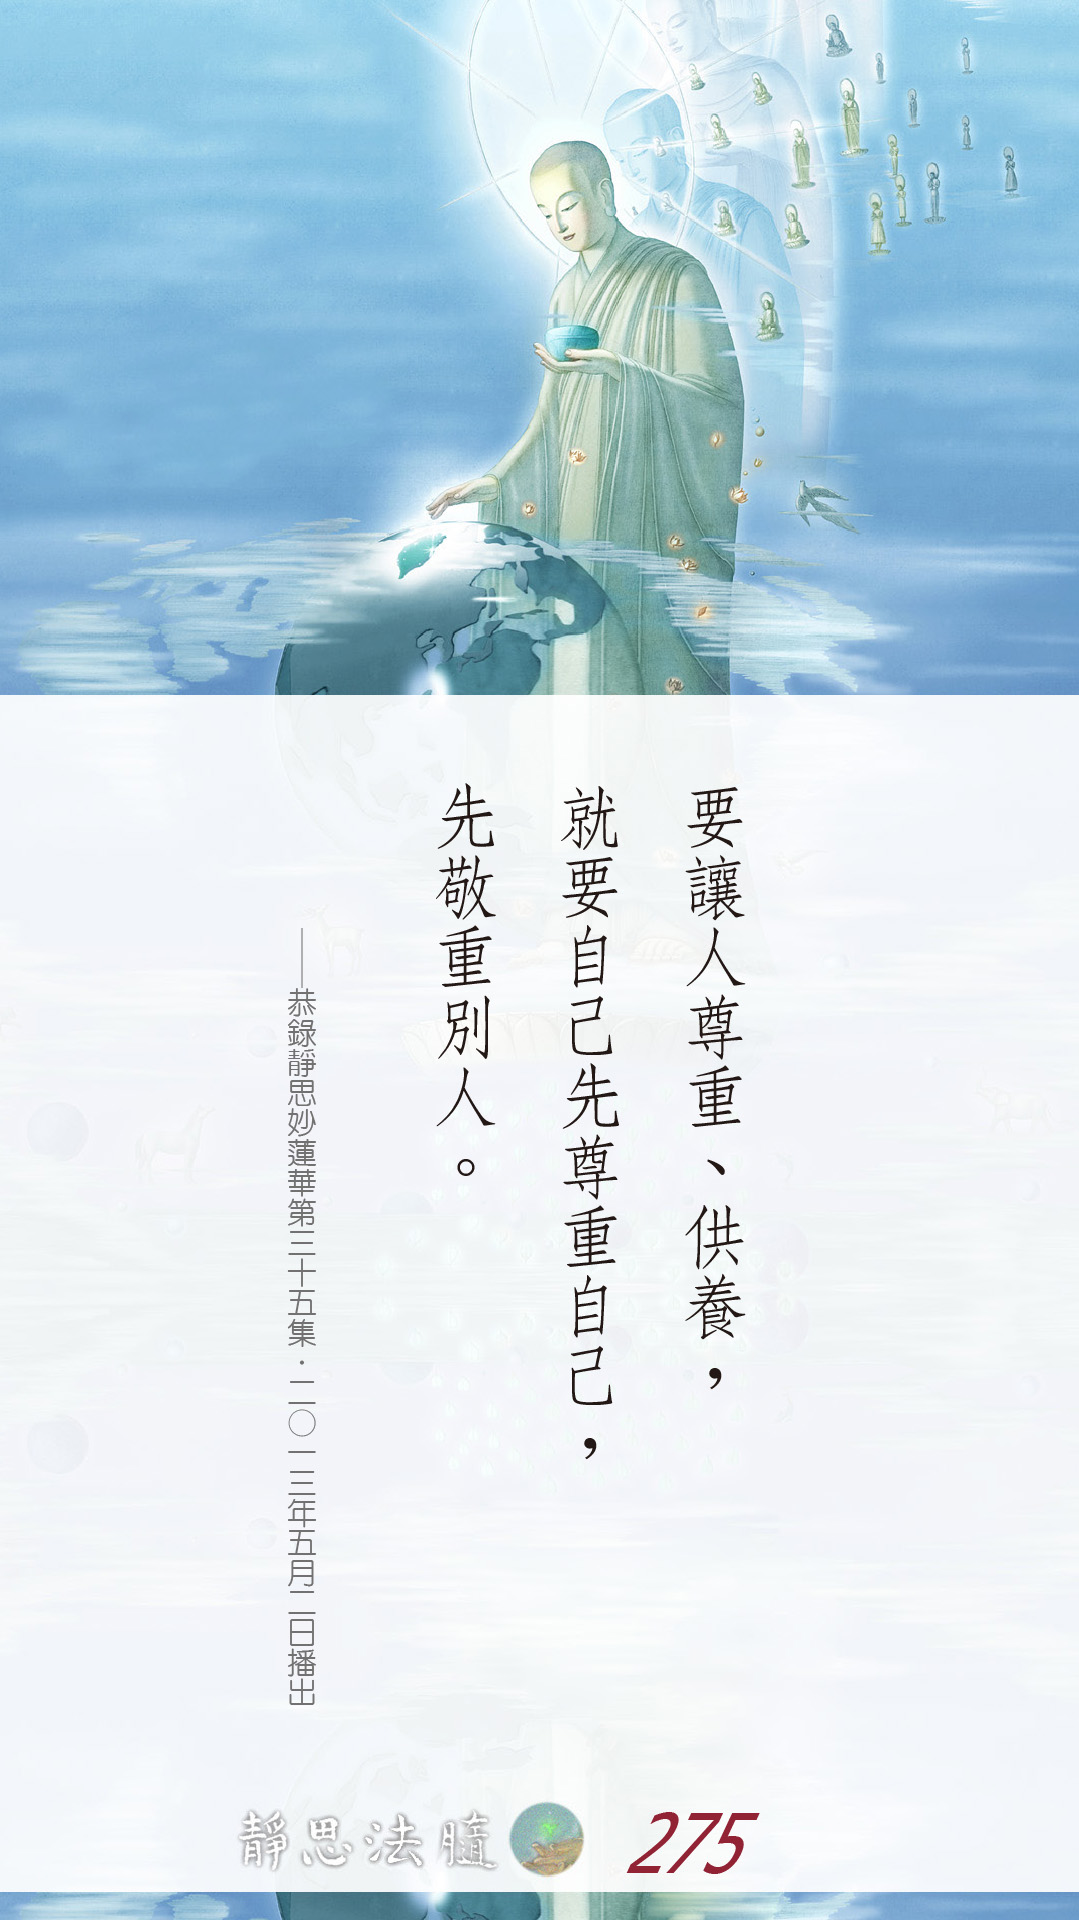 要讓人尊重、供養，
就要自己先尊重自己，
先敬重別人。
——恭錄靜思妙蓮華第三十五集．二〇一三年五月二日播出
靜思法髓
275